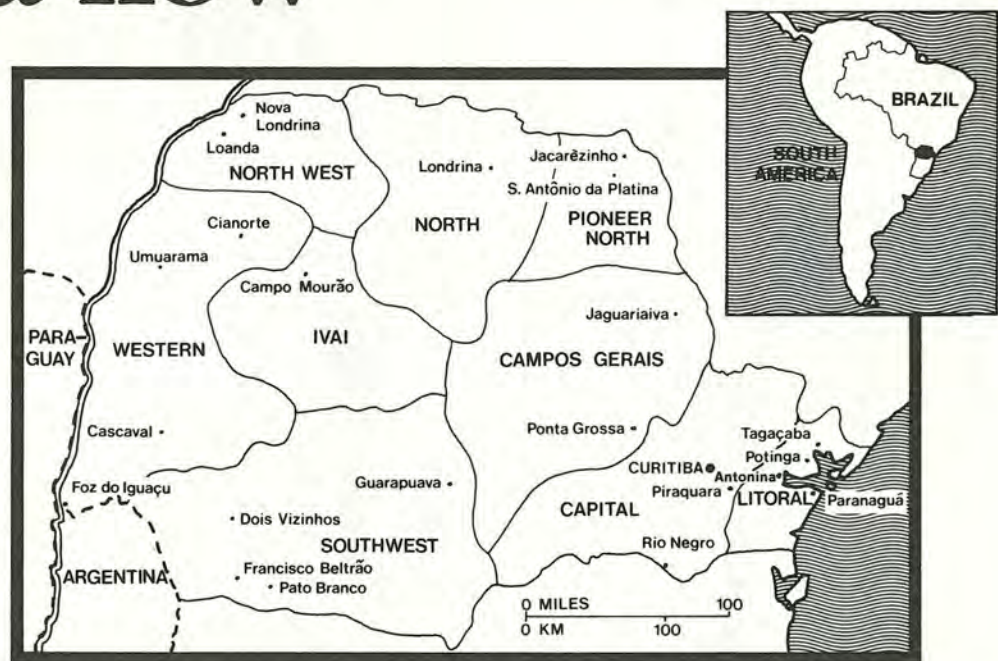 Nova
Londrina
Loanda
NORTH WEST
Londrina
Jacarèzinho
S. Antônio da Platina
NORTH
PIONEER
NORTH
Cianorte
Umuarama
Campo Mourão
IVAI
Jaguariaiva
PARA-
GUAY
WESTERN
CAMPOS GERAIS
Cascaval
Ponta Grossa
Tagaçaba
Potinga
CURITIBA
Antonina
Piraquara
LITORAL
Paranaguá
Foz do Iguaçu
Guarapuava
CAPITAL
Dois Vizinhos
SOUTHWEST
Rio Negro
ARGENTINA
Francisco Beltrão
Pato Branco
0 MILES 100
0 KM 100
BRAZIL
SOUTH
AMERICA